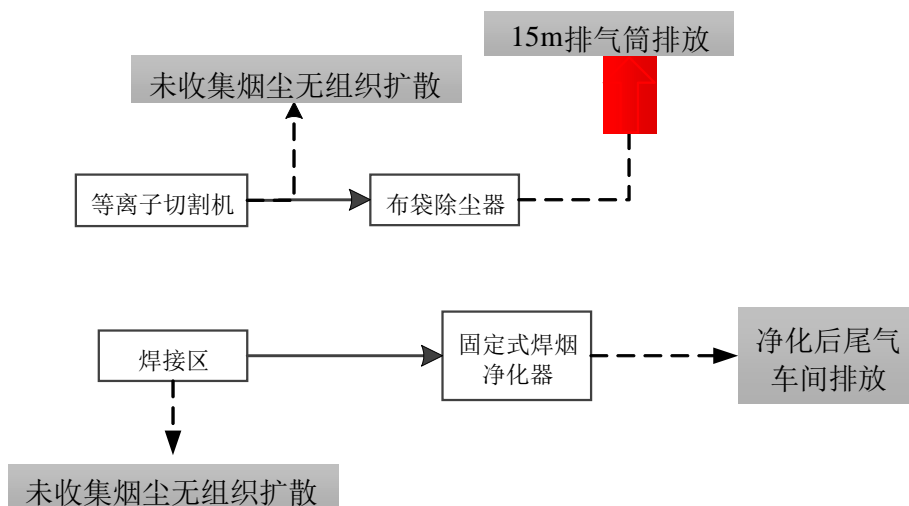 15m排气筒排放
未收集烟尘无组织扩散
等离子切割机
布袋除尘器
焊接区
固定式焊烟
净化器
净化后尾气
车间排放
未收集烟尘无组织扩散